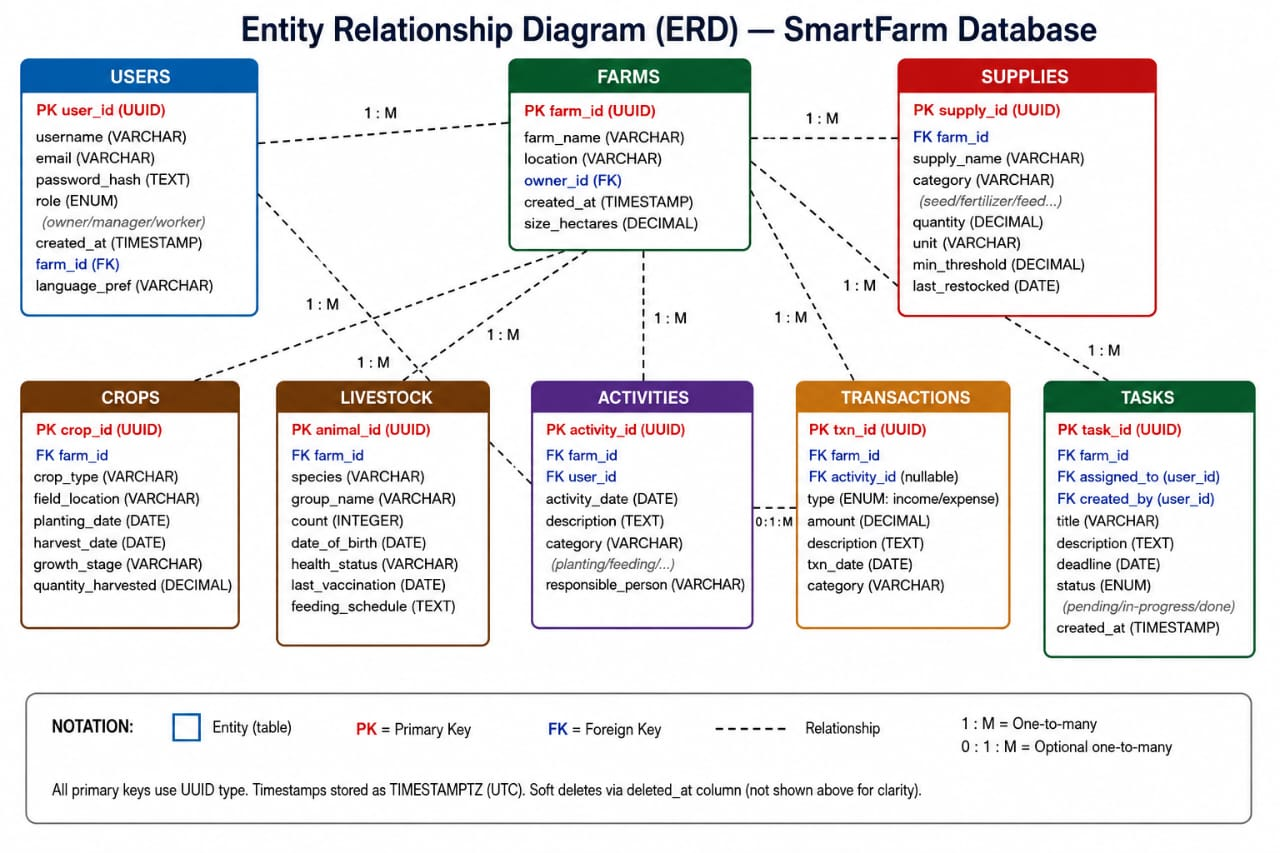 Entity Relationship Diagram (ERD) — SmartFarm Database
USERS
PK user_id (UUID)
username (VARCHAR)
email (VARCHAR)
password_hash (TEXT)
role (ENUM)
(owner/manager/worker)
created_at (TIMESTAMP)
farm_id (FK)
language_pref (VARCHAR)
1 : M
FARMS
PK farm_id (UUID)
farm_name (VARCHAR)
location (VARCHAR)
owner_id (FK)
created_at (TIMESTAMP)
size_hectares (DECIMAL)
1 : M
SUPPLIES
PK supply_id (UUID)
FK farm_id
supply_name (VARCHAR)
category (VARCHAR)
(seed/fertilizer/feed...)
quantity (DECIMAL)
unit (VARCHAR)
min_threshold (DECIMAL)
last_restocked (DATE)
1 : M
1 : M
1 : M
1 : M
1 : M
1 : M
1 : M
CROPS
PK crop_id (UUID)
FK farm_id
crop_type (VARCHAR)
field_location (VARCHAR)
planting_date (DATE)
harvest_date (DATE)
growth_stage (VARCHAR)
quantity_harvested (DECIMAL)
LIVESTOCK
PK animal_id (UUID)
FK farm_id
species (VARCHAR)
group_name (VARCHAR)
count (INTEGER)
date_of_birth (DATE)
health_status (VARCHAR)
last_vaccination (DATE)
feeding_schedule (TEXT)
ACTIVITIES
PK activity_id (UUID)
FK farm_id
FK user_id
activity_date (DATE)
description (TEXT)
category (VARCHAR)
(planting/feeding/...)
responsible_person (VARCHAR)
0:1:M
TRANSACTIONS
PK txn_id (UUID)
FK farm_id
FK activity_id (nullable)
type (ENUM: income/expense)
amount (DECIMAL)
description (TEXT)
txn_date (DATE)
category (VARCHAR)
TASKS
PK task_id (UUID)
FK farm_id
FK assigned_to (user_id)
FK created_by (user_id)
title (VARCHAR)
description (TEXT)
deadline (DATE)
status (ENUM)
(pending/in-progress/done)
created_at (TIMESTAMP)
NOTATION:
Entity (table)
PK = Primary Key
FK = Foreign Key
Relationship
1 : M = One-to-many
0 : 1 : M = Optional one-to-many
All primary keys use UUID type. Timestamps stored as TIMESTAMPTZ (UTC). Soft deletes via deleted_at column (not shown above for clarity).